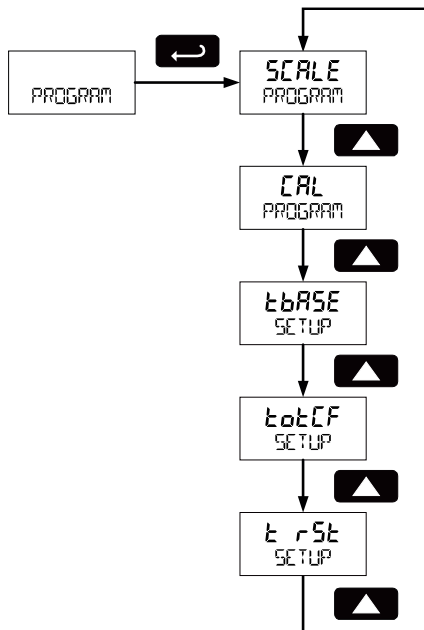 PROGRAM
SCALE
PROGRAM
CAL
PROGRAM
tbASE
SETUP
totCF
SETUP
t rSt
SETUP